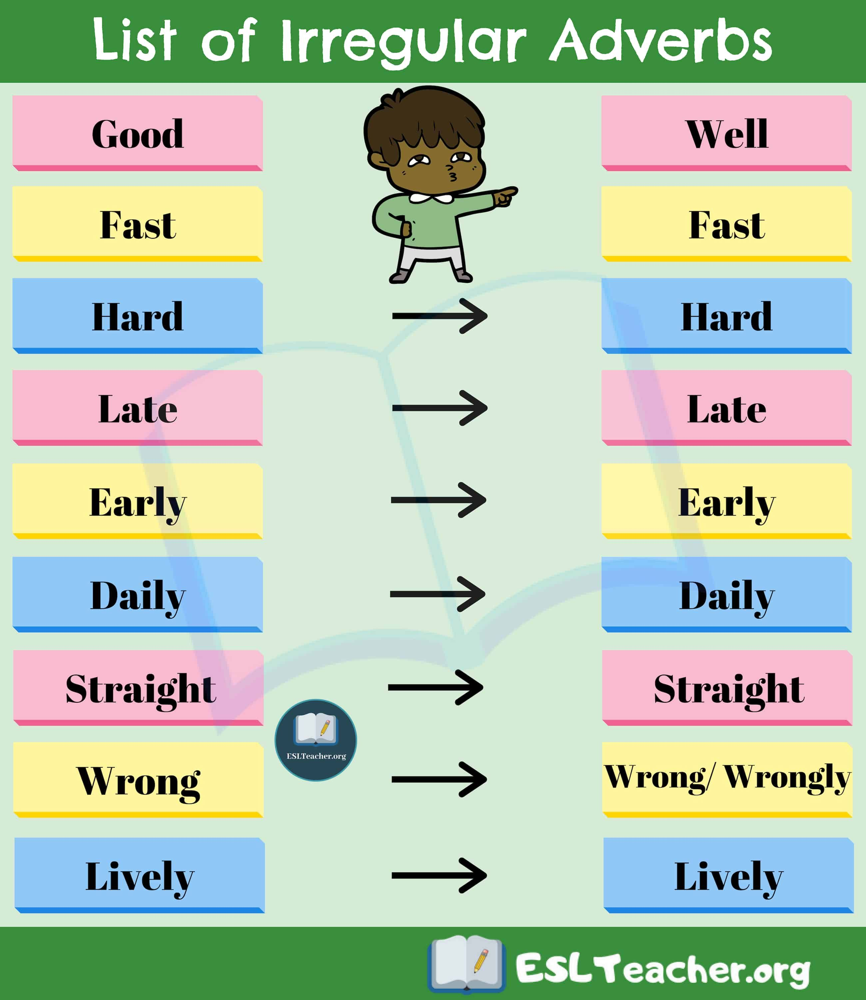 List of Irregular Adverbs
Good
Well
Fast
Fast
Hard
Hard
Late
Late
Early
Early
Daily
Daily
Straight
Straight
ESLTeacher.org
Wrong
Wrong/ Wrongly
Lively
Lively
ESLTeacher.org